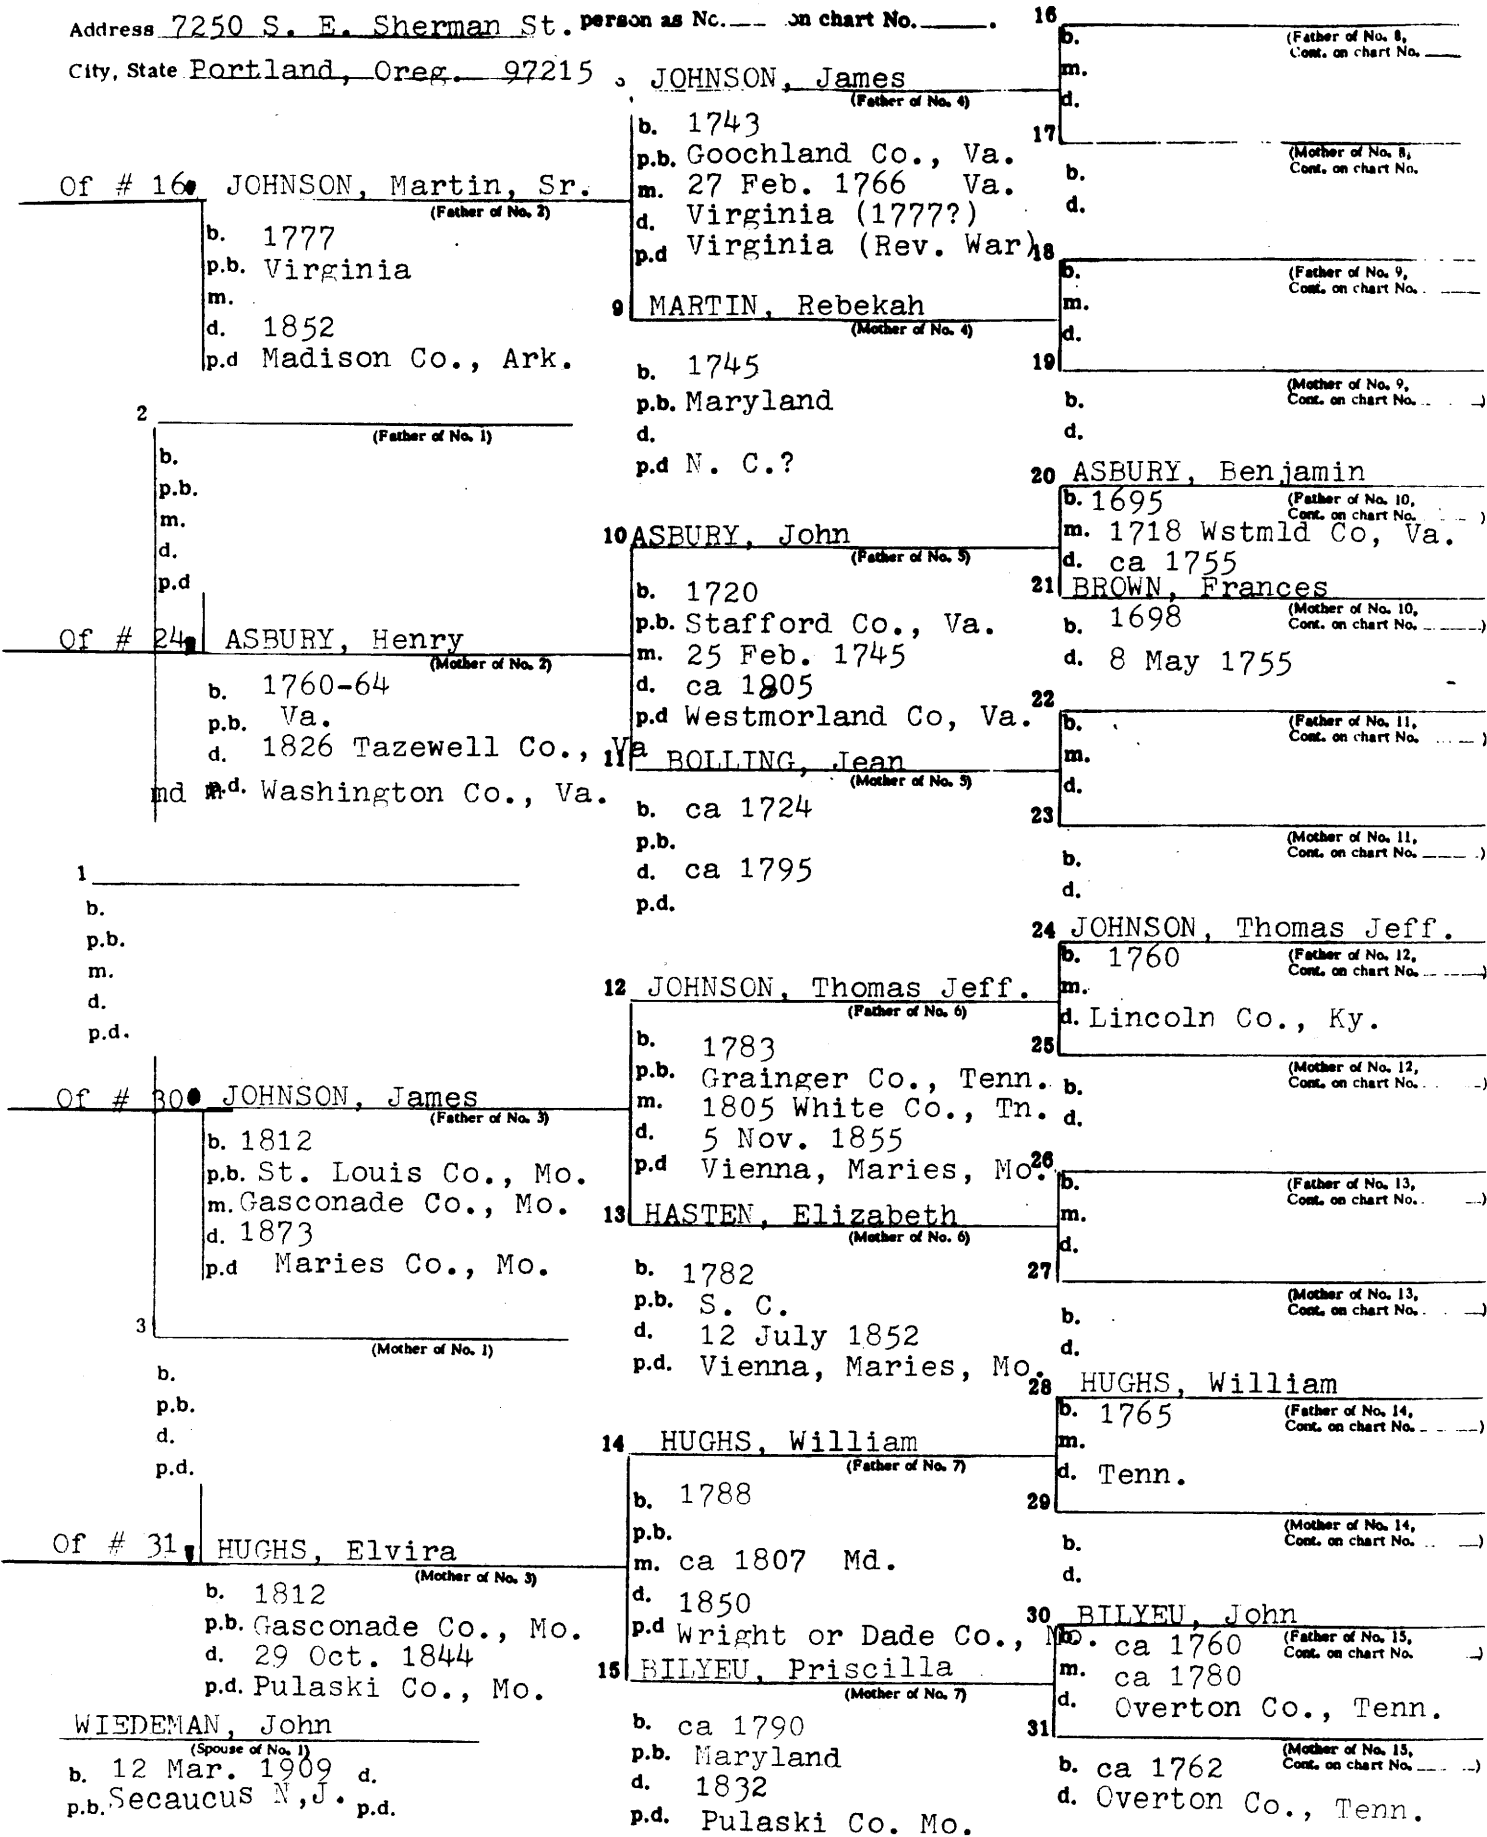 Address 7250 S. E. Sherman St. person as No. on chart No. .
City, State Portland, Oreg. 97215
Of # 16 JOHNSON, Martin, Sr.
(Father of No. 2)
b. 1777
p.b. Virginia
m.
d. 1852
p.d Madison Co., Ark.
2
(Father of No. 1)
b.
p.b.
m.
d.
p.d
Of # 24 ASBURY, Henry
(Mother of No. 2)
b. 1760-64
p.b. Va.
d. 1826 Tazewell Co., Va
md p.d. Washington Co., Va.
1
b.
p.b.
m.
d.
p.d.
Of # 30 JOHNSON, James
(Father of No. 3)
b. 1812
p.b. St. Louis Co., Mo.
m. Gasconade Co., Mo.
d. 1873
p.d Maries Co., Mo.
3
(Mother of No. 1)
b.
p.b.
d.
p.d.
Of # 31 HUGHS, Elvira
(Mother of No. 3)
b. 1812
p.b. Gasconade Co., Mo.
d. 29 Oct. 1844
p.d. Pulaski Co., Mo.
WIEDEMAN, John
(Spouse of No. 1)
b. 12 Mar. 1909 d.
p.b. Secaucus N,J. p.d.
JOHNSON, James
(Father of No. 4)
b. 1743
p.b. Goochland Co., Va.
m. 27 Feb. 1766 Va.
d. Virginia (1777?)
p.d Virginia (Rev. War)
9 MARTIN, Rebekah
(Mother of No. 4)
b. 1745
p.b. Maryland
d.
p.d N. C.?
10 ASBURY, John
(Father of No. 5)
b. 1720
p.b. Stafford Co., Va.
m. 25 Feb. 1745
d. ca 1805
p.d Westmorland Co, Va.
11 BOLLING, Jean
(Mother of No. 5)
b. ca 1724
p.b.
d. ca 1795
p.d.
12 JOHNSON, Thomas Jeff.
(Father of No. 6)
b. 1783
p.b. Grainger Co., Tenn.
m. 1805 White Co., Tn.
d. 5 Nov. 1855
p.d Vienna, Maries, Mo.
13 HASTEN, Elizabeth
(Mother of No. 6)
b. 1782
p.b. S. C.
d. 12 July 1852
p.d. Vienna, Maries, Mo.
14 HUGHS, William
(Father of No. 7)
b. 1788
p.b.
m. ca 1807 Md.
d. 1850
p.d Wright or Dade Co., Mo.
15 BILYEU, Priscilla
(Mother of No. 7)
b. ca 1790
p.b. Maryland
d. 1832
p.d. Pulaski Co. Mo.
16
b. (Father of No. 8,
Cont. on chart No.
m.
d.
17
(Mother of No. 8,
b. Cont. on chart No.
d.
18
b. (Father of No. 9,
Cont. on chart No.
m.
d.
19
(Mother of No. 9,
b. Cont. on chart No. )
d.
20 ASBURY, Benjamin
b. 1695 (Father of No. 10,
Cont. on chart No. )
m. 1718 Wstmld Co, Va.
d. ca 1755
21 BROWN, Frances
b. 1698 (Mother of No. 10,
Cont. on chart No. )
d. 8 May 1755
22
b. (Father of No. 11,
Cont. on chart No. )
m.
d.
23
(Mother of No. 11,
b. Cont. on chart No. )
d.
24 JOHNSON, Thomas Jeff.
b. 1760 (Father of No. 12,
Cont. on chart No. )
m.
d. Lincoln Co., Ky.
25
(Mother of No. 12,
b. Cont. on chart No. )
d.
26
b. (Father of No. 13,
Cont. on chart No. )
m.
d.
27
(Mother of No. 13,
b. Cont. on chart No. )
d.
28 HUGHS, William
b. 1765 (Father of No. 14,
Cont. on chart No. )
m.
d. Tenn.
29
(Mother of No. 14,
b. Cont. on chart No. )
d.
30 BILYEU, John
b. ca 1760 (Father of No. 15,
Cont. on chart No. )
m. ca 1780
d. Overton Co., Tenn.
31
(Mother of No. 15,
b. ca 1762 Cont. on chart No. )
d. Overton Co., Tenn.